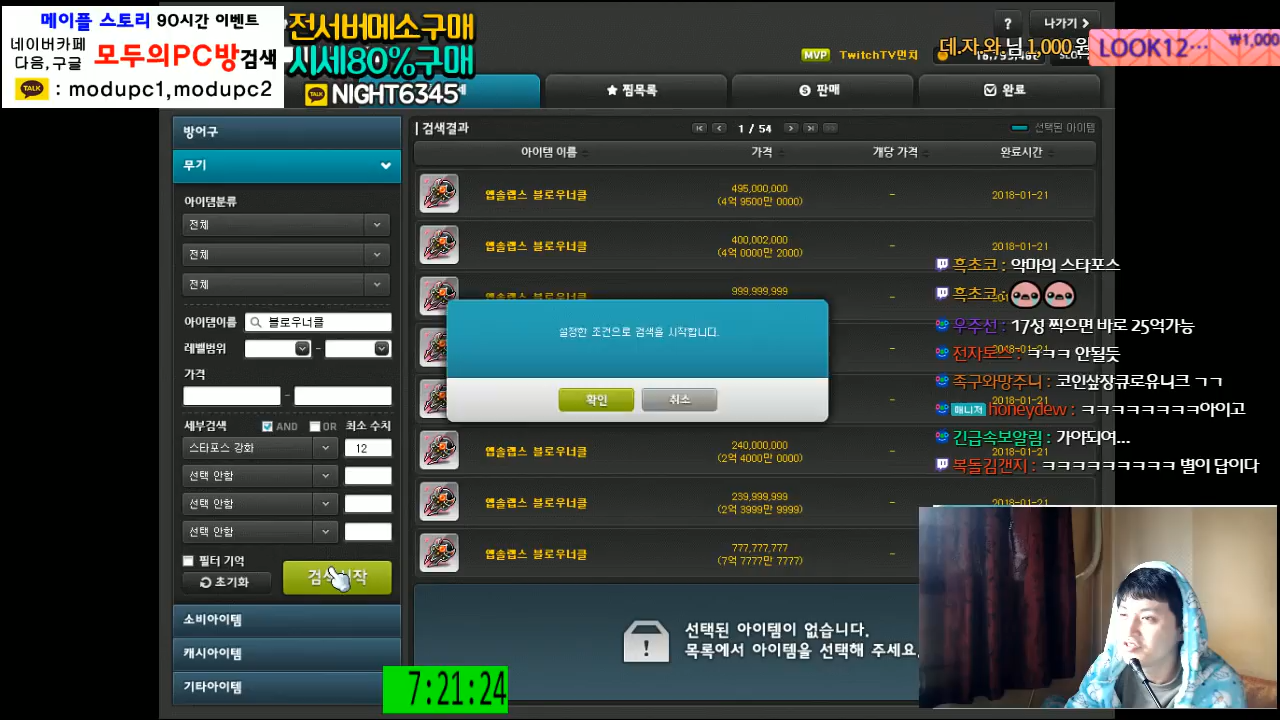 메이플 스토리 90시간 이벤트
네이버카페
다음,구글
모두의PC방검색
TALK : modupc1,modupc2
전서버메소구매
시세80%구매
TALK NIGHT6345
?
나가기 >
MVP TwitchTV먼치
데.자.와.님 1,000원
LOOK12… ₩1,000
★ 찜목록
판매
완료
방어구
무기
아이템분류
전체
전체
전체
아이템이름 블로우너클
레벨범위 -
가격
-
세부검색 AND OR 최소 수치
스타포스 강화 12
선택 안함
선택 안함
선택 안함
필터 기억
초기화
소비아이템
캐시아이템
기타아이템
검색결과
1 / 54
선택된 아이템
아이템 이름 가격 개당 가격 완료시간
앱솔랩스 블로우너클 495,000,000 - 2018-01-21
(4억 9500만 0000)
앱솔랩스 블로우너클 400,002,000 - 2018-01-21
(4억 0000만 2000)
앱솔랩스 블로우너클 999,999,999
설정한 조건으로 검색을 시작합니다.
확인 취소
앱솔랩스 블로우너클 240,000,000 -
(2억 4000만 0000)
앱솔랩스 블로우너클 239,999,999 - 2018-01-21
(2억 3999만 9999)
앱솔랩스 블로우너클 777,777,777 -
(7억 7777만 7777)
선택된 아이템이 없습니다.
목록에서 아이템을 선택해 주세요.
흑초코 : 악마의 스타포스
흑초코 :
우주선 : 17성 찍으면 바로 25억가능
전자토스 : ㅋㅋㅋ 안될듯
족구와망주니 : 코인샾장큐로유니크 ㄱㄱ
매니저 honeydew : ㅋㅋㅋㅋㅋㅋㅋㅋ아이고
긴급속보알림 : 가야되여...
복돌김갠지 : ㅋㅋㅋㅋㅋㅋㅋㅋㅋ 별이 답이다
7:21:24